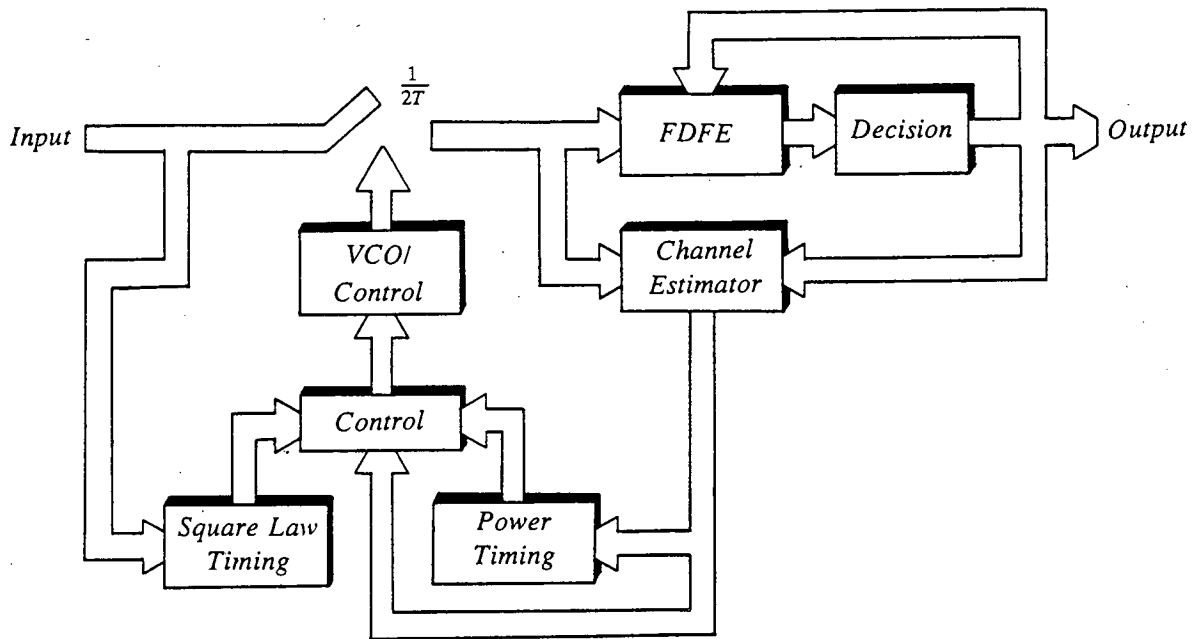 1
2T
Input
FDFE
Decision
Output
VCO/
Control
Channel
Estimator
Control
Square Law
Timing
Power
Timing